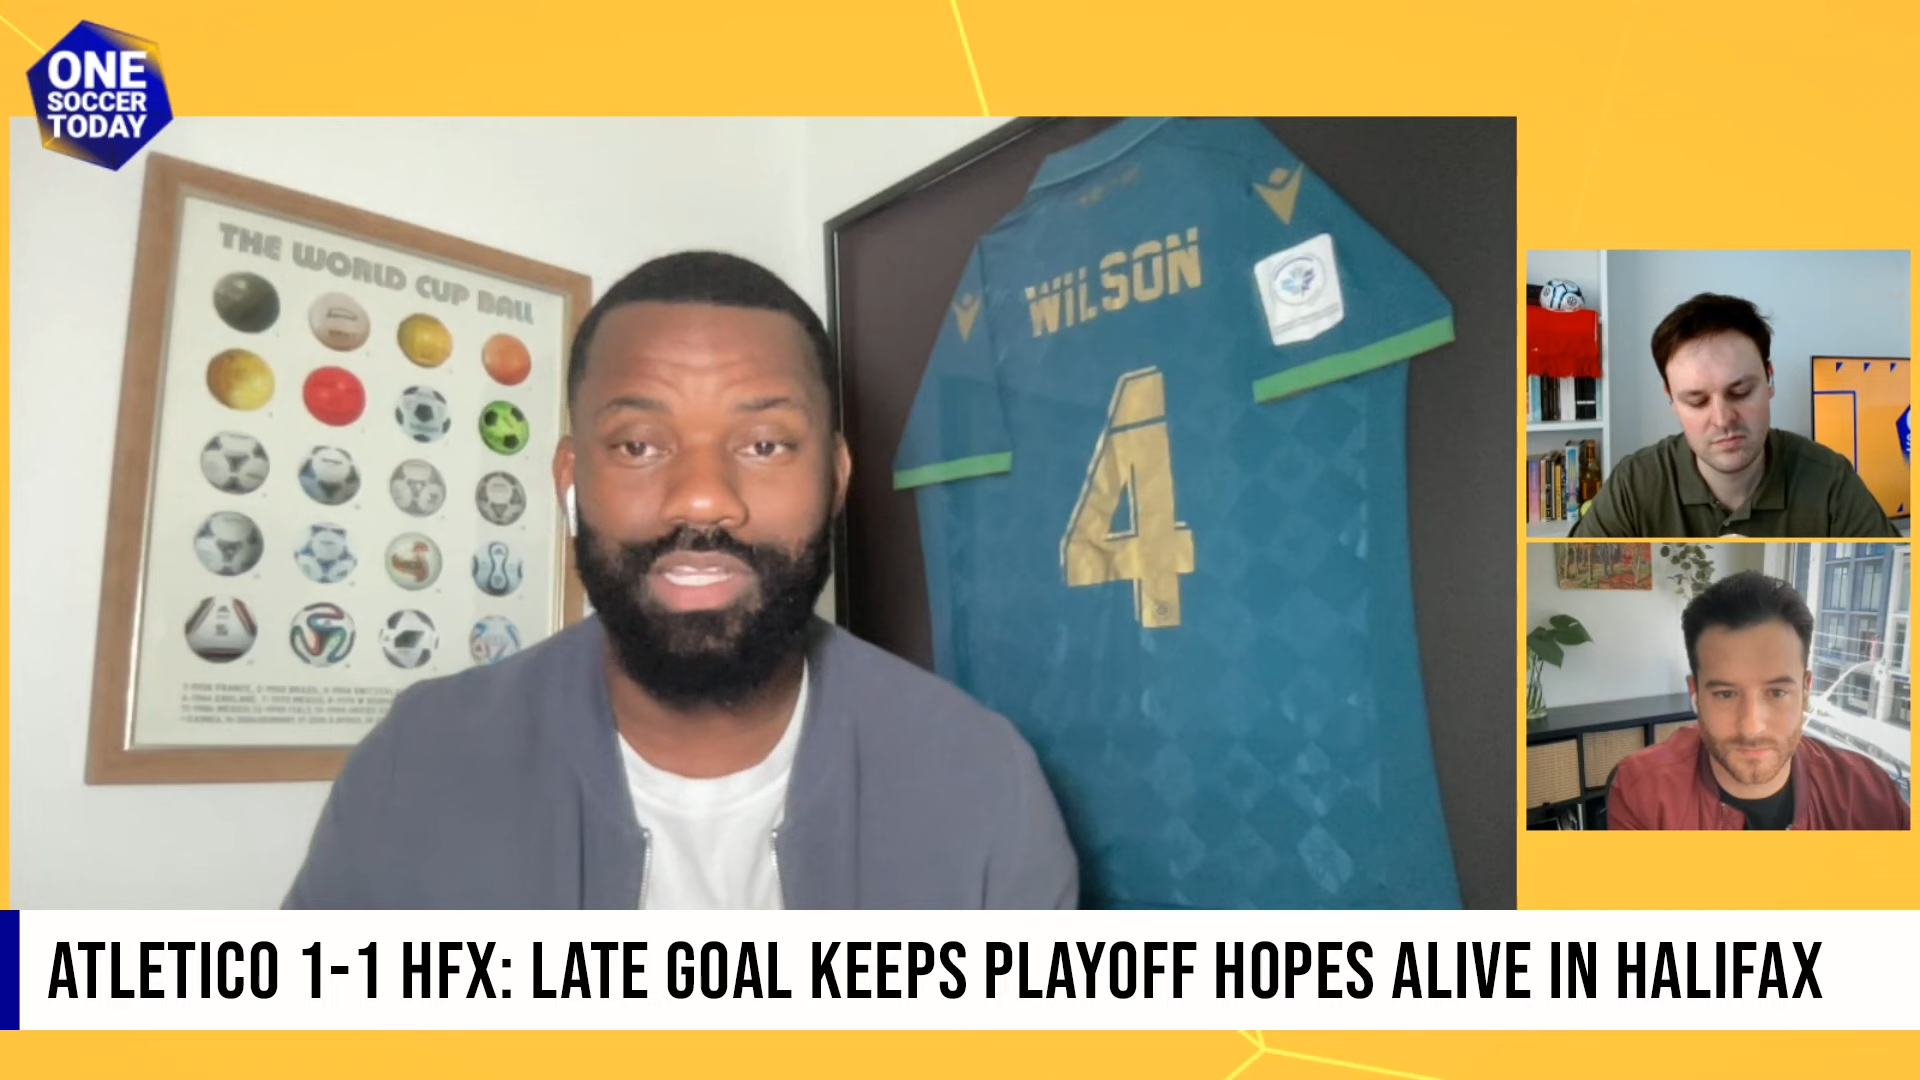 ONE
SOCCER
TODAY
THE WORLD CUP BALL
WILSON
4
ATLETICO 1-1 HFX: LATE GOAL KEEPS PLAYOFF HOPES ALIVE IN HALIFAX